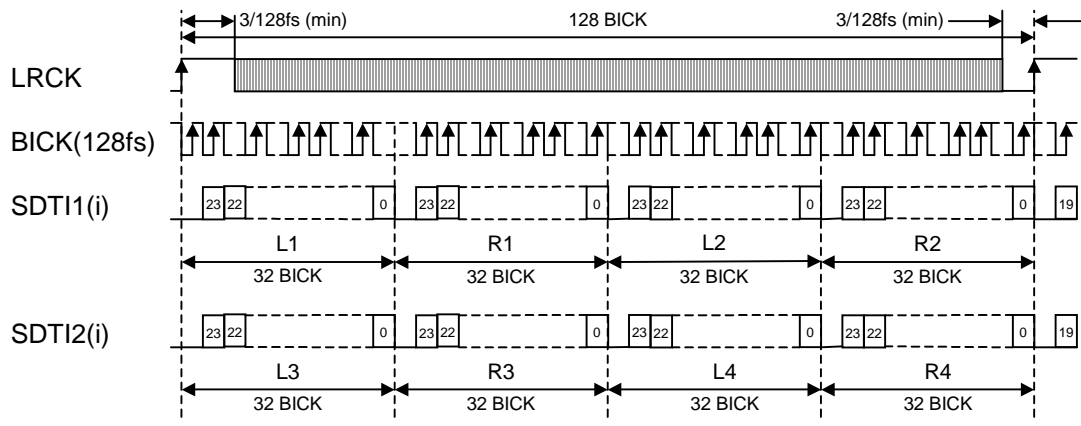 3/128fs (min) 128 BICK 3/128fs (min)
LRCK
BICK(128fs)
SDTI1(i) 23 22 0 23 22 0 23 22 0 23 22 0 19
L1 R1 L2 R2
32 BICK 32 BICK 32 BICK 32 BICK
SDTI2(i) 23 22 0 23 22 0 23 22 0 23 22 0 19
L3 R3 L4 R4
32 BICK 32 BICK 32 BICK 32 BICK